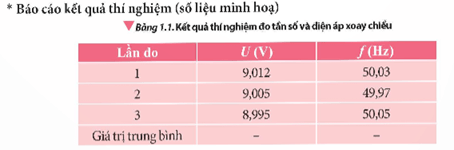 * Báo cáo kết quả thí nghiệm (số liệu minh hoạ)
▼ Bảng 1.1. Kết quả thí nghiệm đo tần số và điện áp xoay chiều
Lần đo U (V) f (Hz)
1 9,012 50,03
2 9,005 49,97
3 8,995 50,05
Giá trị trung bình – –